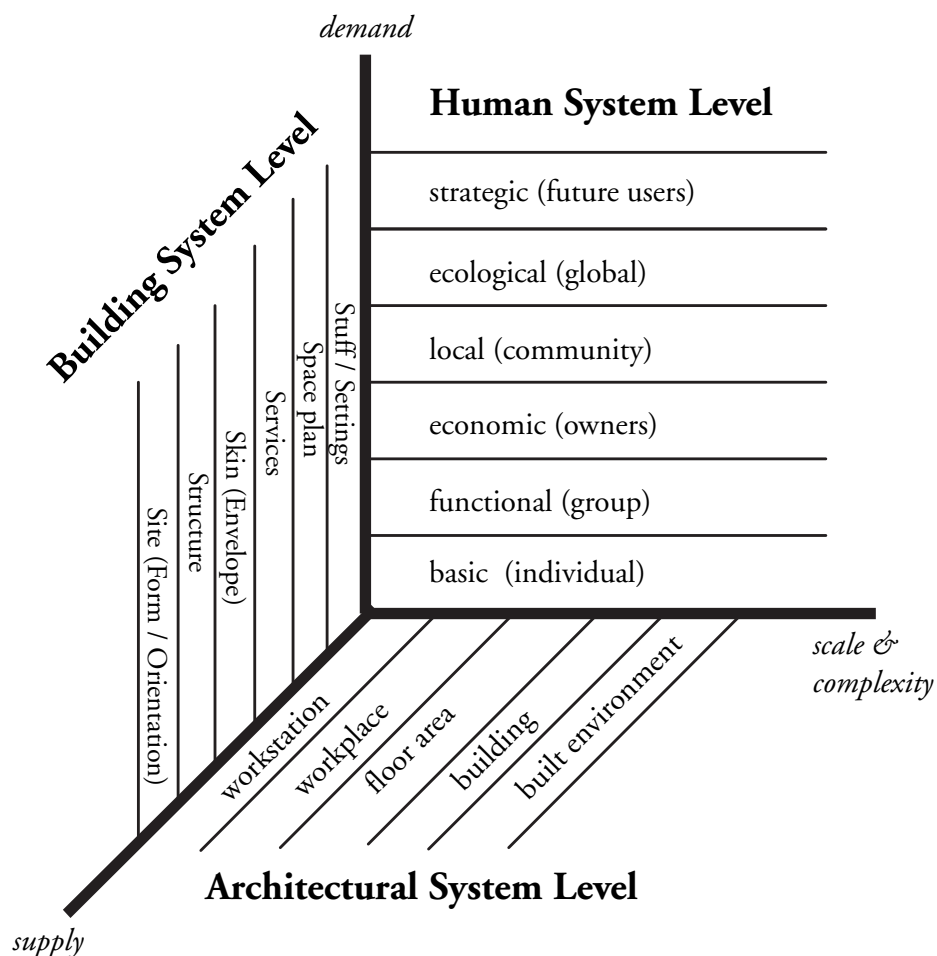 demand
Human System Level
strategic (future users)
ecological (global)
local (community)
economic (owners)
functional (group)
basic (individual)
scale &
complexity
Building System Level
Stuff / Settings
Space plan
Services
Skin (Envelope)
Structure
Site (Form / Orientation)
workstation
workplace
floor area
building
built environment
Architectural System Level
supply